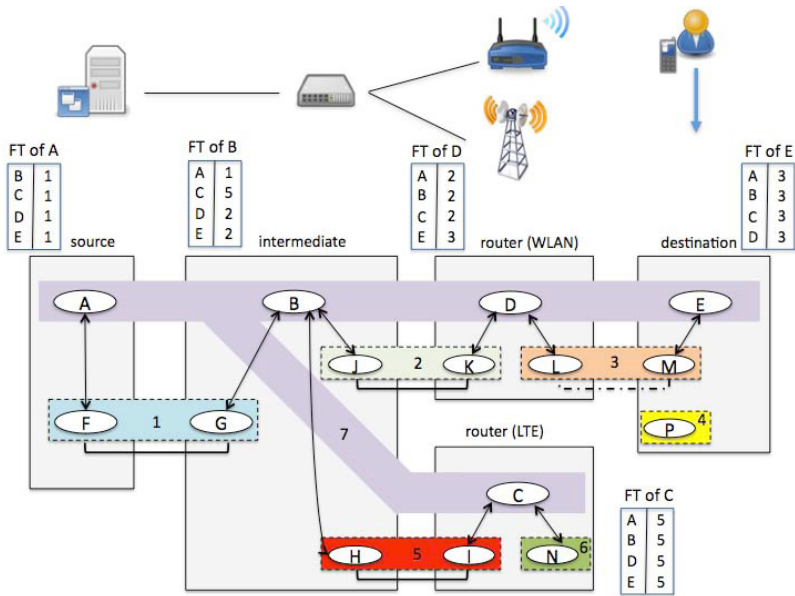 FT of A
B 1
C 1
D 1
E 1
FT of B
A 1
C 5
D 2
E 2
FT of D
A 2
B 2
C 2
E 3
FT of E
A 3
B 3
C 3
D 3
source
intermediate
router (WLAN)
destination
A
B
D
E
J
2
K
L
3
M
F
1
G
P
4
7
router (LTE)
C
H
5
I
N
6
FT of C
A 5
B 5
D 5
E 5